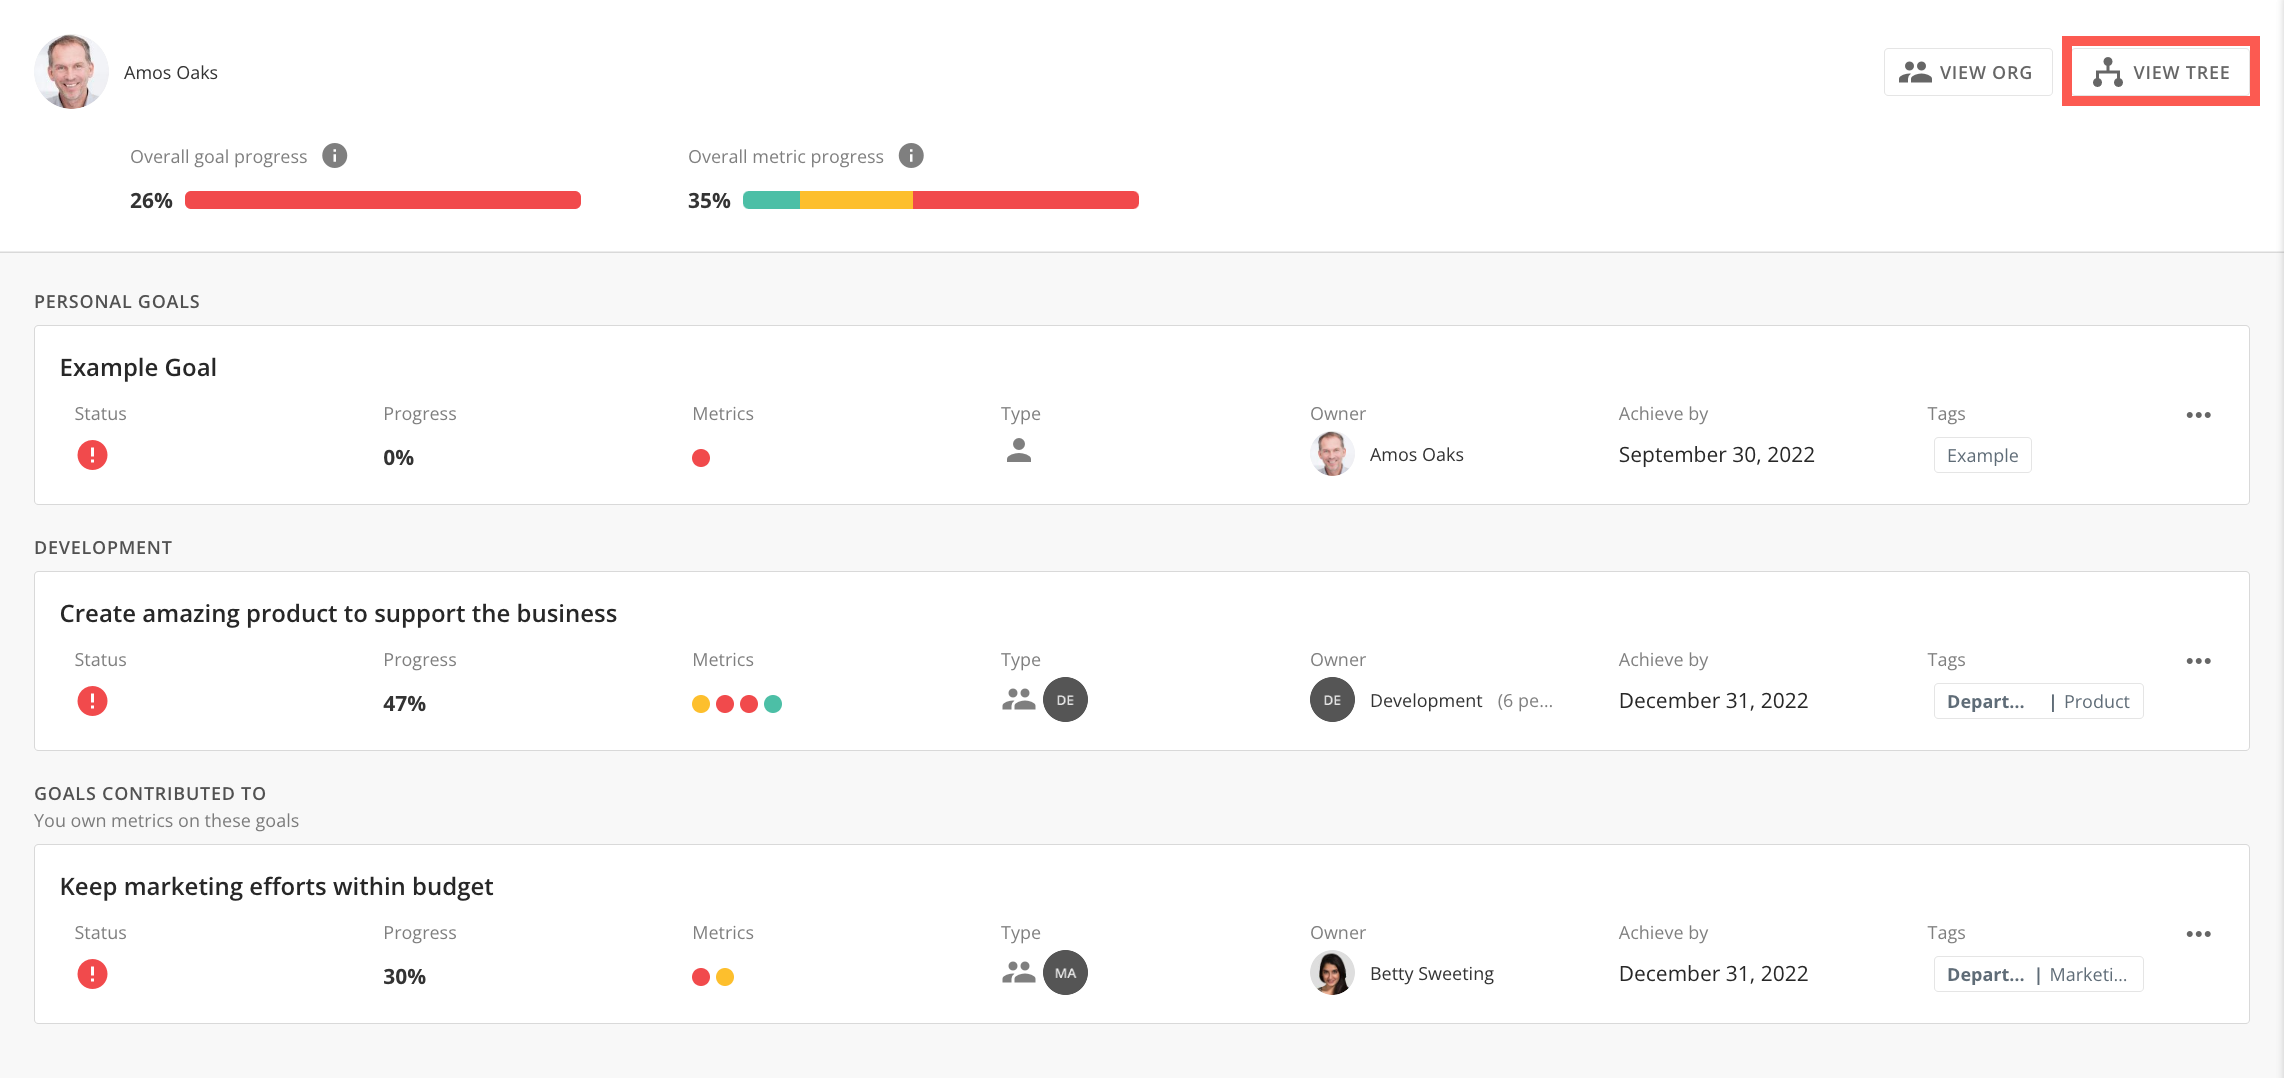 Amos Oaks
VIEW ORG
VIEW TREE
Overall goal progress
Overall metric progress
26%
35%
PERSONAL GOALS
Example Goal
Status Progress Metrics Type Owner Achieve by Tags
0% Amos Oaks September 30, 2022 Example
DEVELOPMENT
Create amazing product to support the business
Status Progress Metrics Type Owner Achieve by Tags
47% DE DE Development (6 pe... December 31, 2022 Depart... | Product
GOALS CONTRIBUTED TO
You own metrics on these goals
Keep marketing efforts within budget
Status Progress Metrics Type Owner Achieve by Tags
30% MA Betty Sweeting December 31, 2022 Depart... | Marketi...